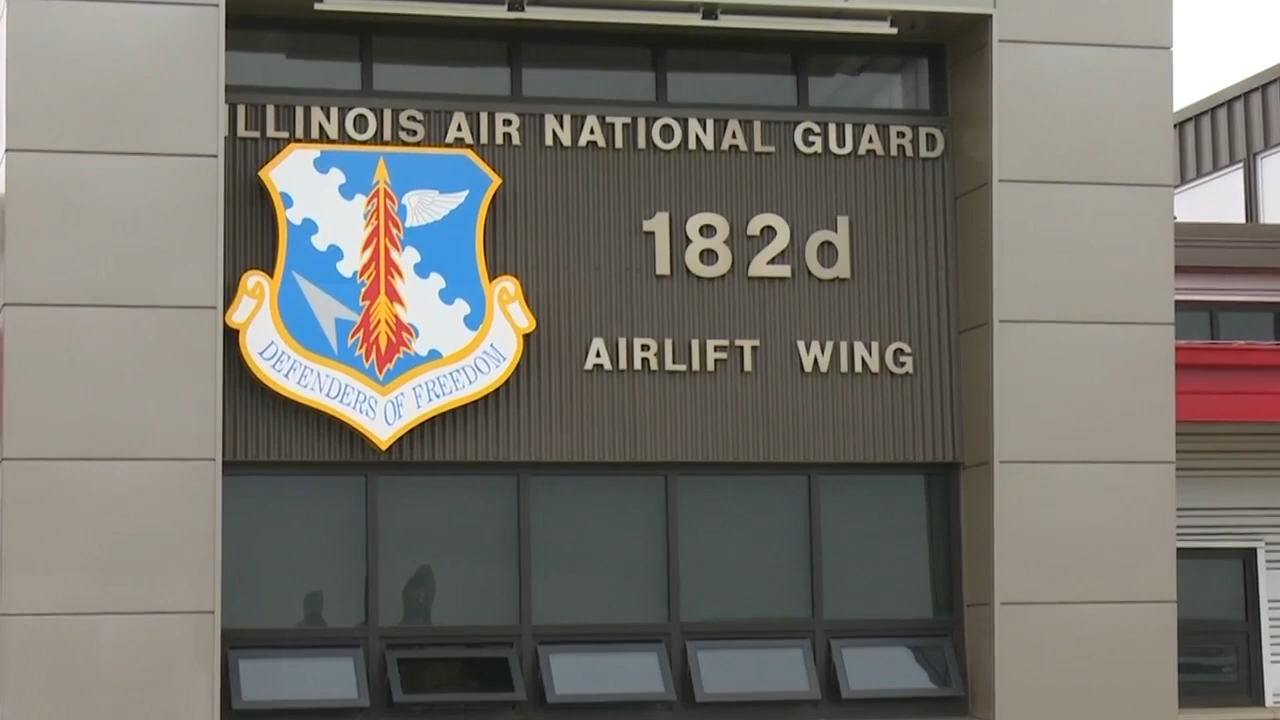 ILLINOIS AIR NATIONAL GUARD
182d
AIRLIFT WING
DEFENDERS OF FREEDOM